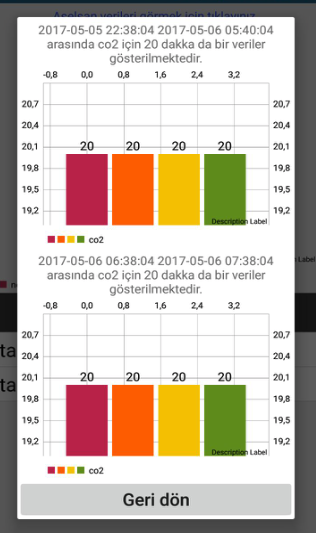 Aselsan verileri görmek için tıklayınız
2017-05-05 22:38:04 2017-05-06 05:40:04
arasında co2 için 20 dakka da bir veriler
gösterilmektedir.
-0,8 0,0 0,8 1,6 2,4 3,2
20,7 20,7
20,4 20,4
20,1 20,1
19,8 19,8
19,5 19,5
19,2 19,2
20 20 20 20
Description Label
co2
2017-05-06 06:38:04 2017-05-06 07:38:04
arasında co2 için 20 dakka da bir veriler
gösterilmektedir.
-0,8 0,0 0,8 1,6 2,4 3,2
20,7 20,7
20,4 20,4
20,1 20,1
19,8 19,8
19,5 19,5
19,2 19,2
20 20 20 20
Description Label
co2
Label
ta
ta
Geri dön